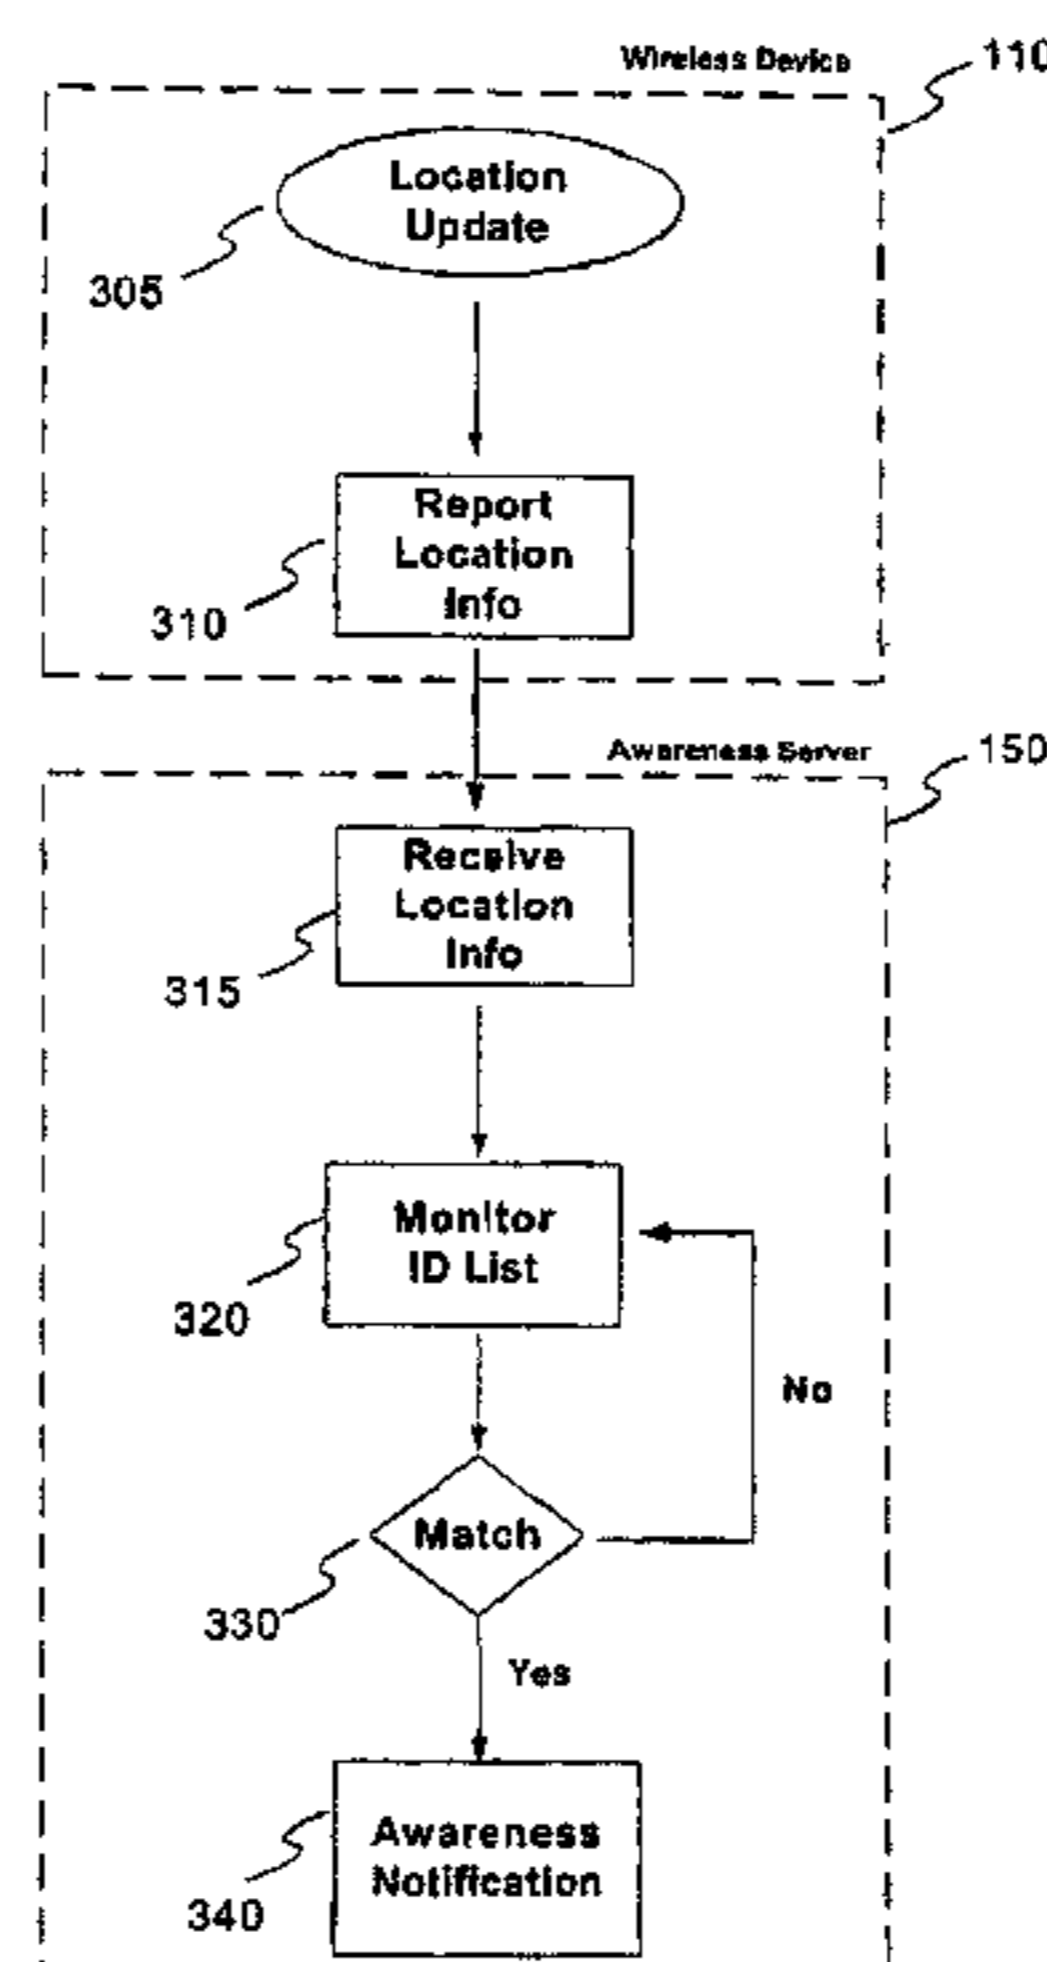 Wireless Device
110
Location
Update
305
Report
Location
Info
310
Awareness Server
150
Receive
Location
Info
315
Monitor
ID List
320
No
Match
330
Yes
Awareness
Notification
340